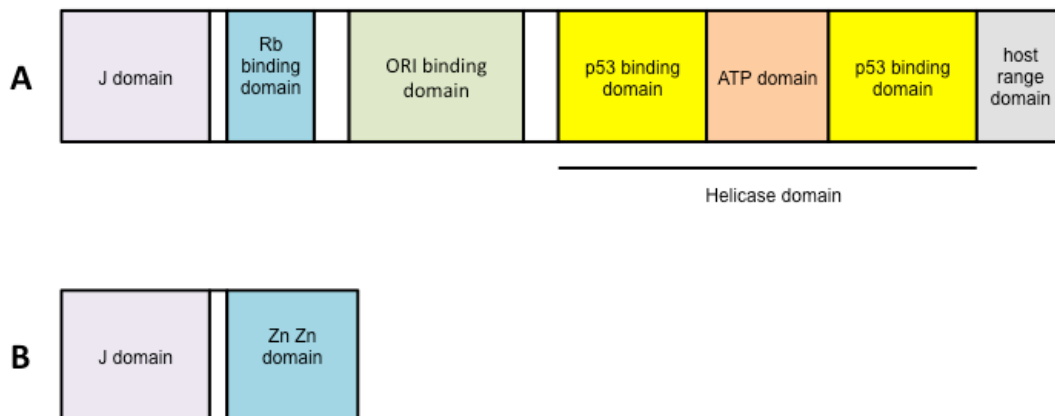 A
J domain
Rb
binding
domain
ORI binding
domain
p53 binding
domain
ATP domain
p53 binding
domain
host
range
domain
Helicase domain
B
J domain
Zn Zn
domain